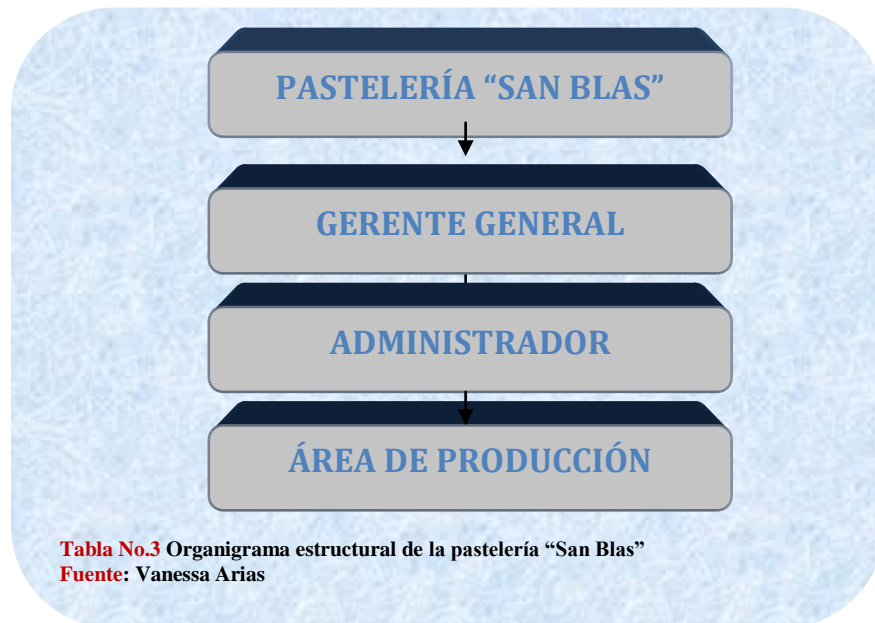 PASTELERÍA “SAN BLAS”
GERENTE GENERAL
ADMINISTRADOR
ÁREA DE PRODUCCIÓN
Tabla No.3 Organigrama estructural de la pastelería “San Blas”
Fuente: Vanessa Arias